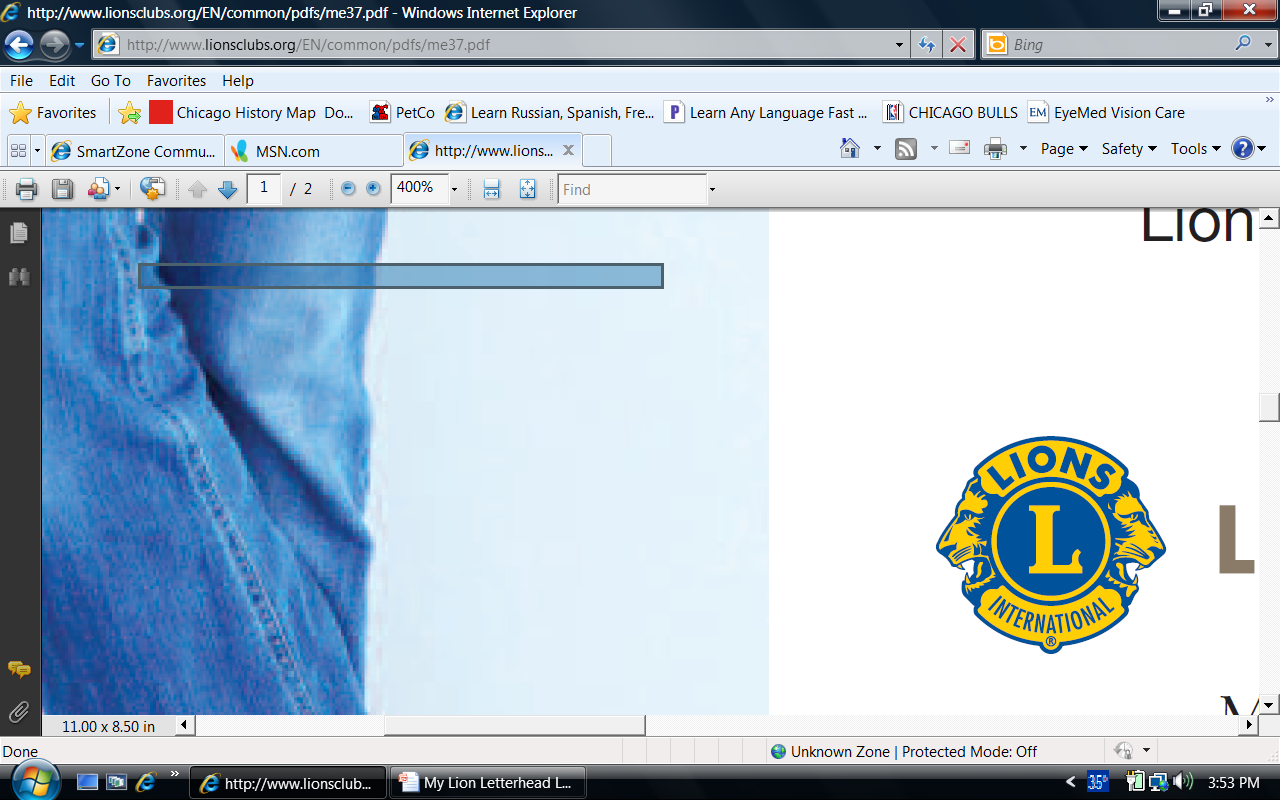 http://www.lionsclubs.org/EN/common/pdfs/me37.pdf - Windows Internet Explorer
http://www.lionsclubs.org/EN/common/pdfs/me37.pdf
Bing
File Edit Go To Favorites Help
Favorites Chicago History Map Do... PetCo Learn Russian, Spanish, Fre... P Learn Any Language Fast ... CHICAGO BULLS EM EyeMed Vision Care »
SmartZone Commu... MSN.com http://www.lions... Page Safety Tools ?
1 / 2 400% Find
Lion
LIONS
L
INTERNATIONAL
®
L
11.00 x 8.50 in
Done Unknown Zone | Protected Mode: Off
» http://www.lionsclub... My Lion Letterhead L... < 35° 3:53 PM